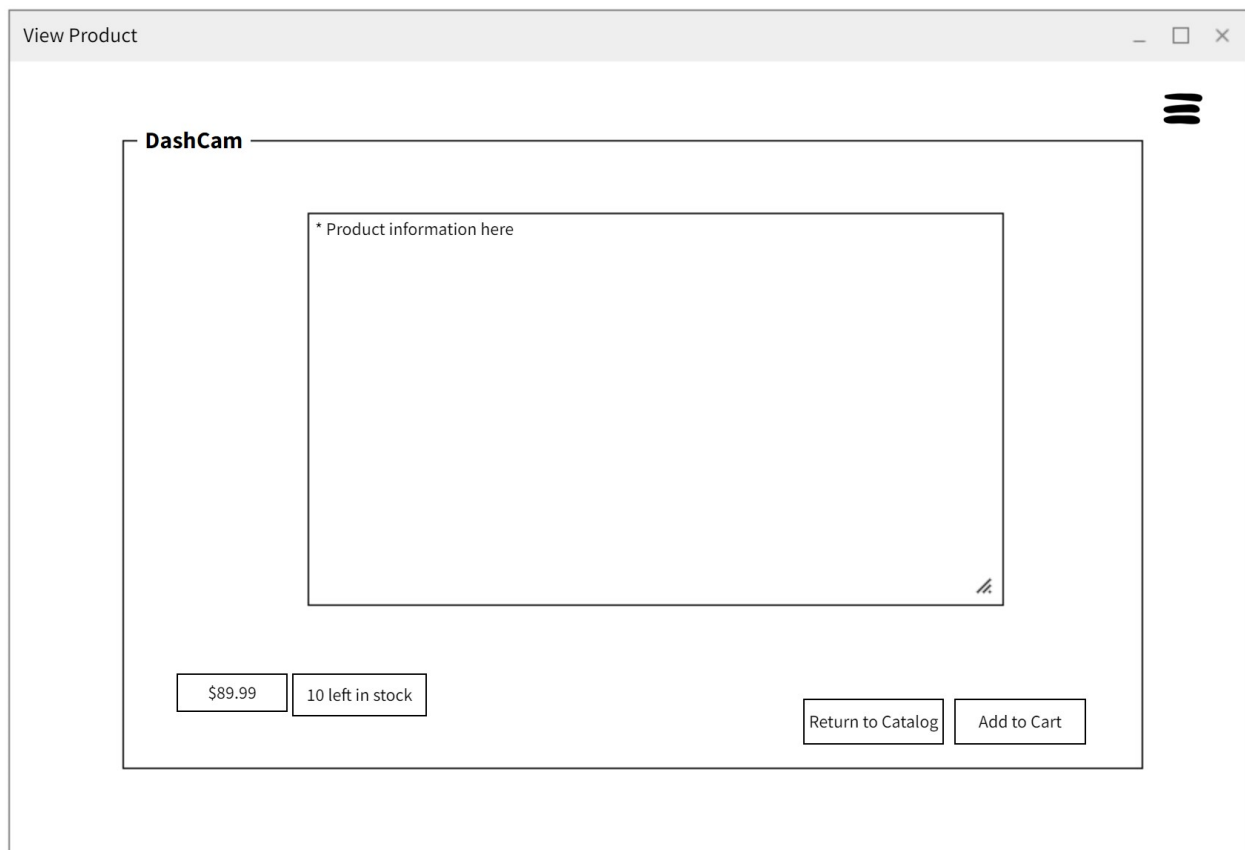 View Product
DashCam
* Product information here
$89.99
10 left in stock
Return to Catalog
Add to Cart